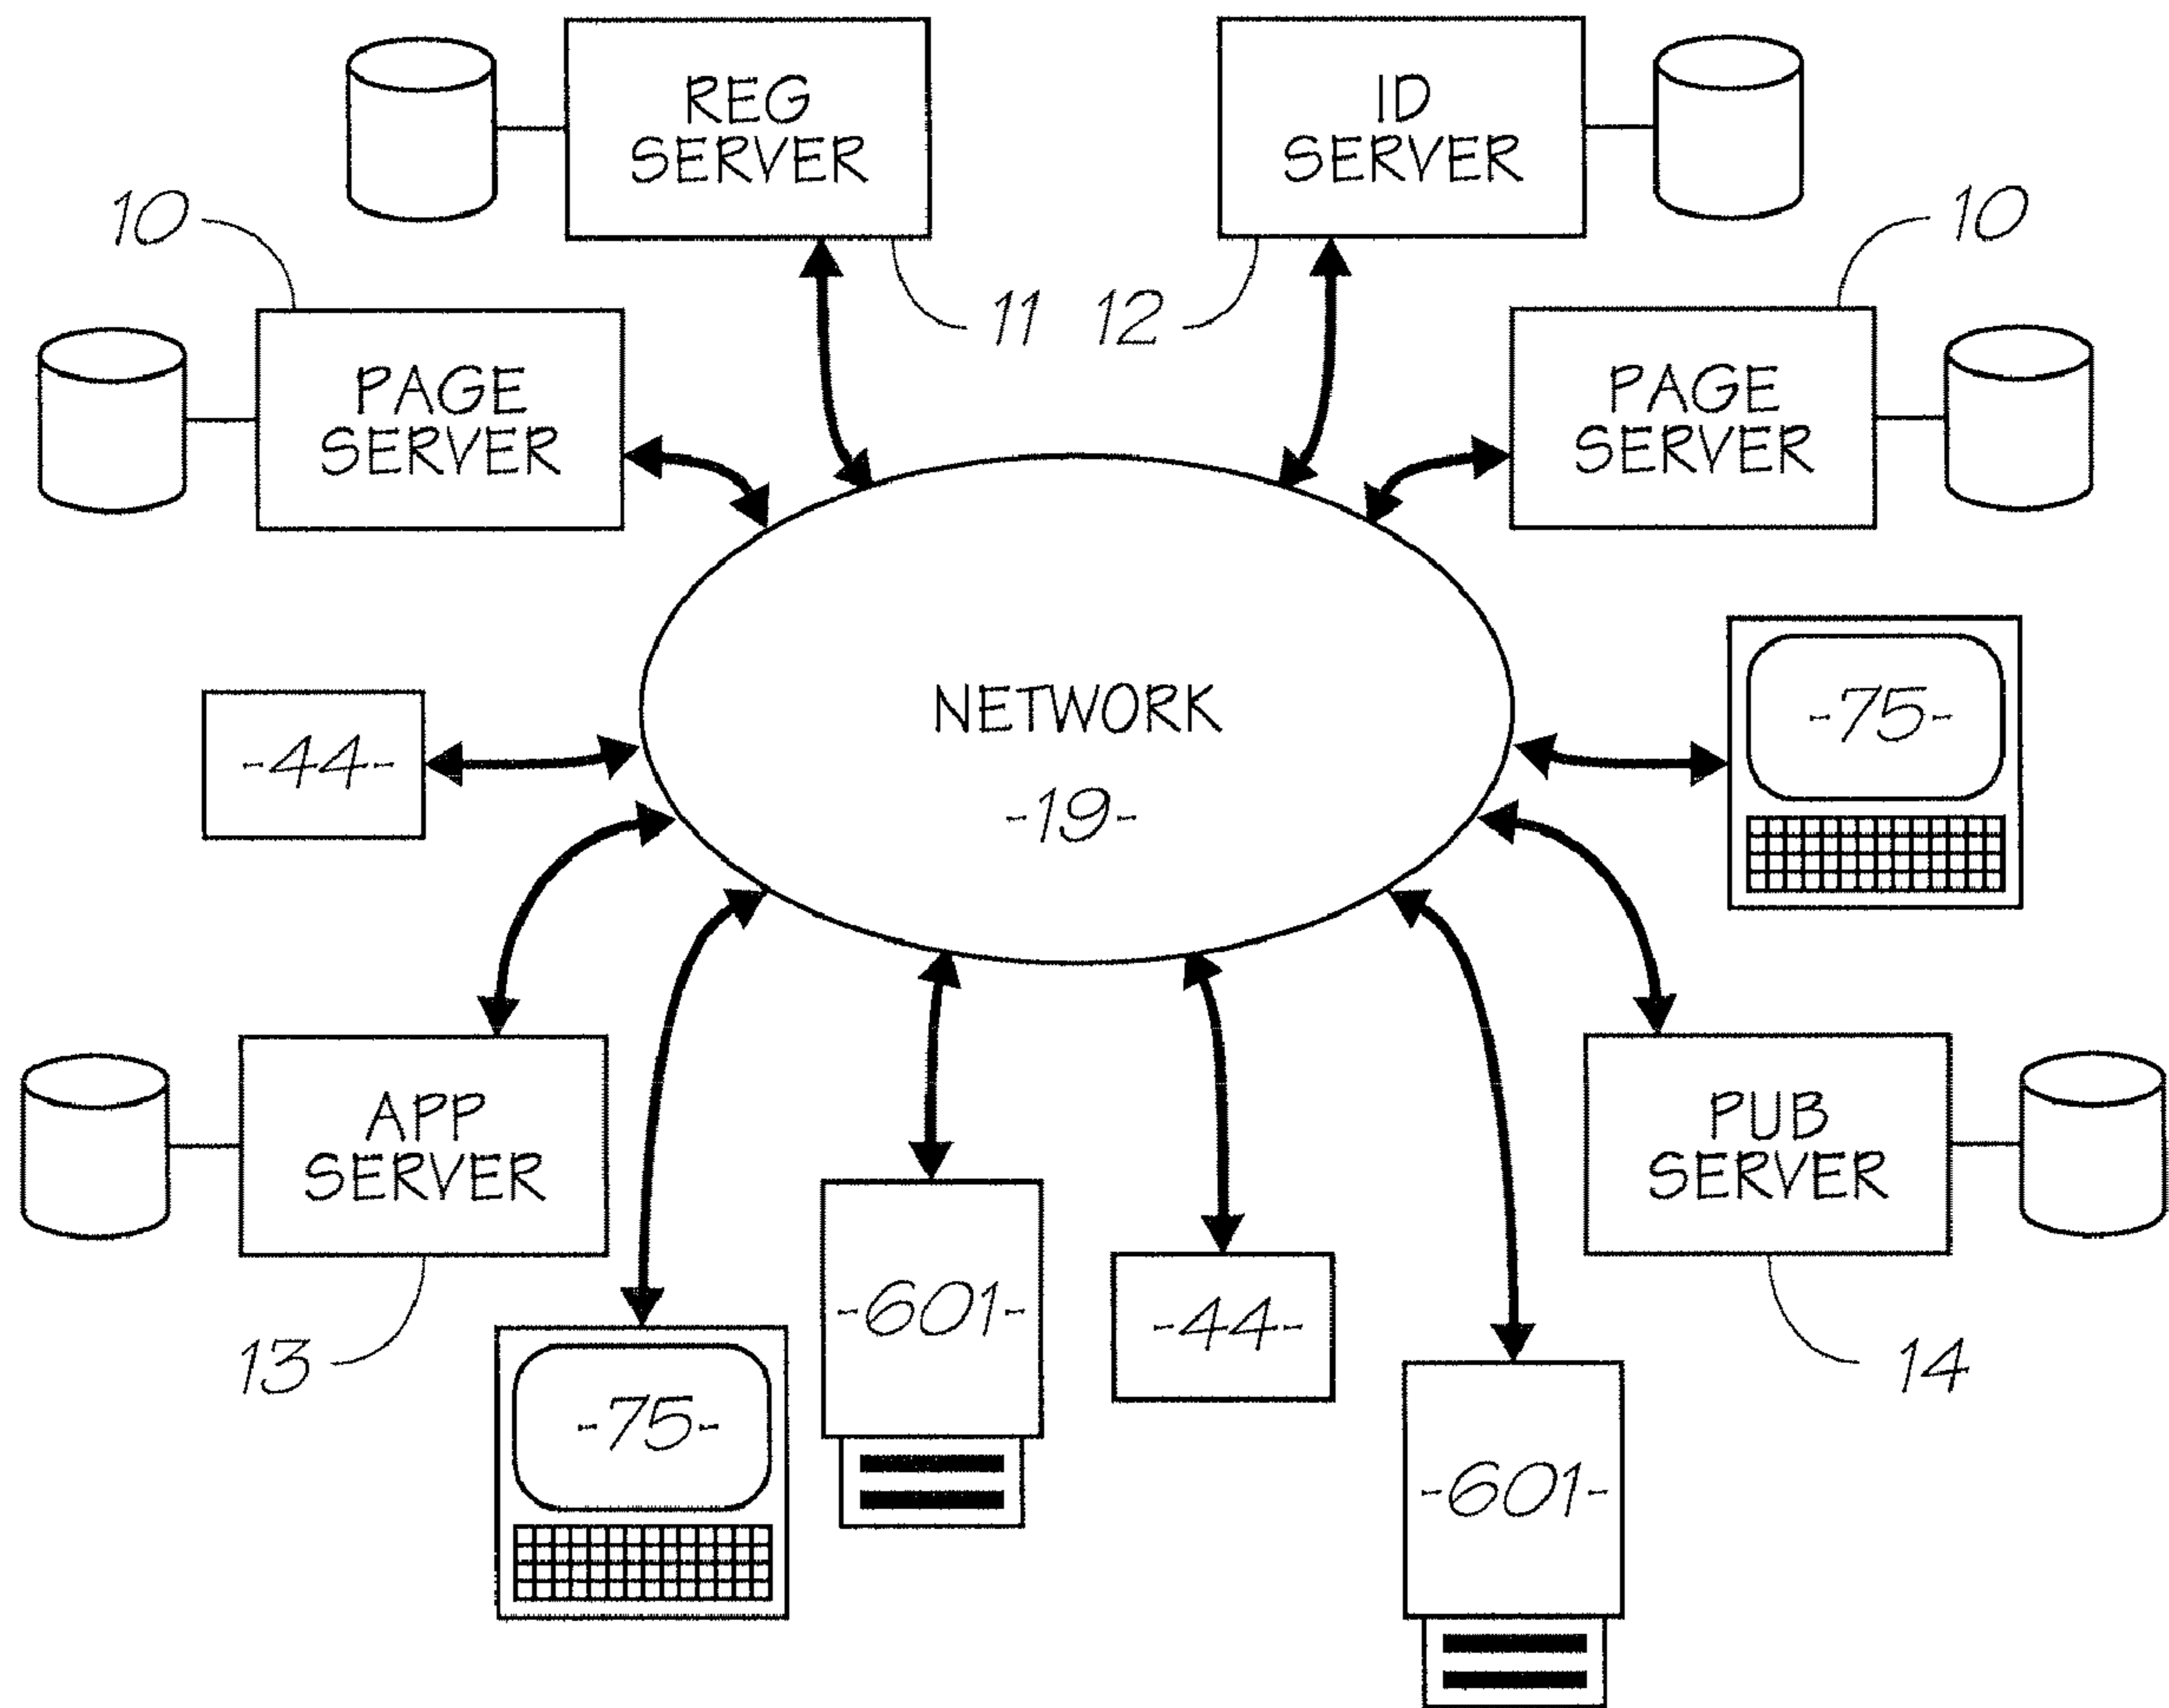 REG
SERVER
ID
SERVER
10
10
11
12
PAGE
SERVER
PAGE
SERVER
NETWORK
-19-
-75-
-44-
APP
SERVER
PUB
SERVER
-601-
-44-
13
14
-75-
-601-